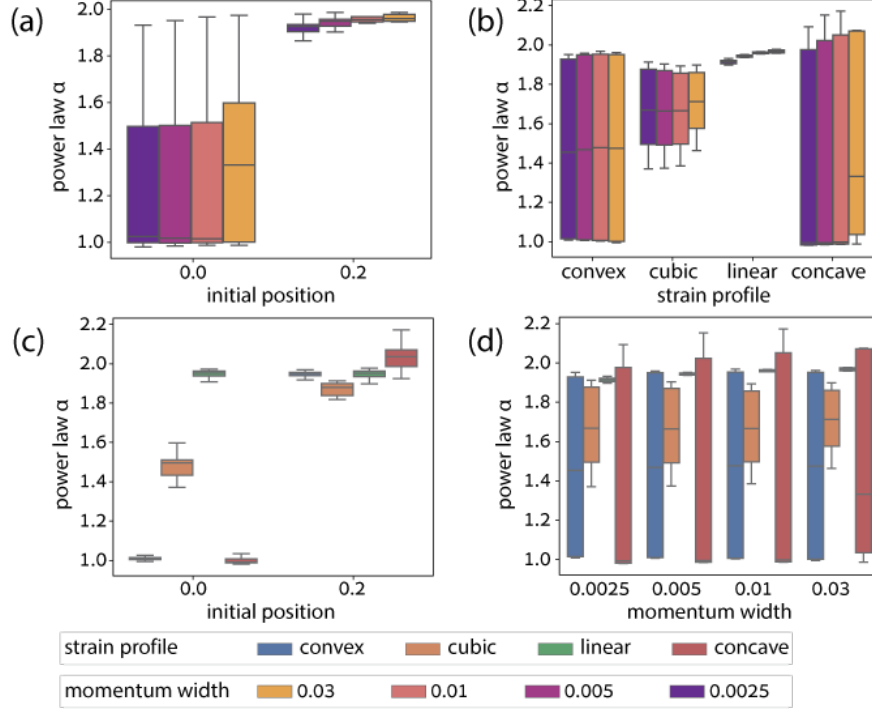 (a)
2.0
1.8
1.6
1.4
1.2
1.0
power law α
0.0
0.2
initial position
(b)
2.2
2.0
1.8
1.6
1.4
1.2
1.0
power law α
convex
cubic
linear
concave
strain profile
(c)
2.2
2.0
1.8
1.6
1.4
1.2
1.0
power law α
0.0
0.2
initial position
(d)
2.2
2.0
1.8
1.6
1.4
1.2
1.0
power law α
0.0025
0.005
0.01
0.03
momentum width
strain profile convex cubic linear concave
momentum width 0.03 0.01 0.005 0.0025